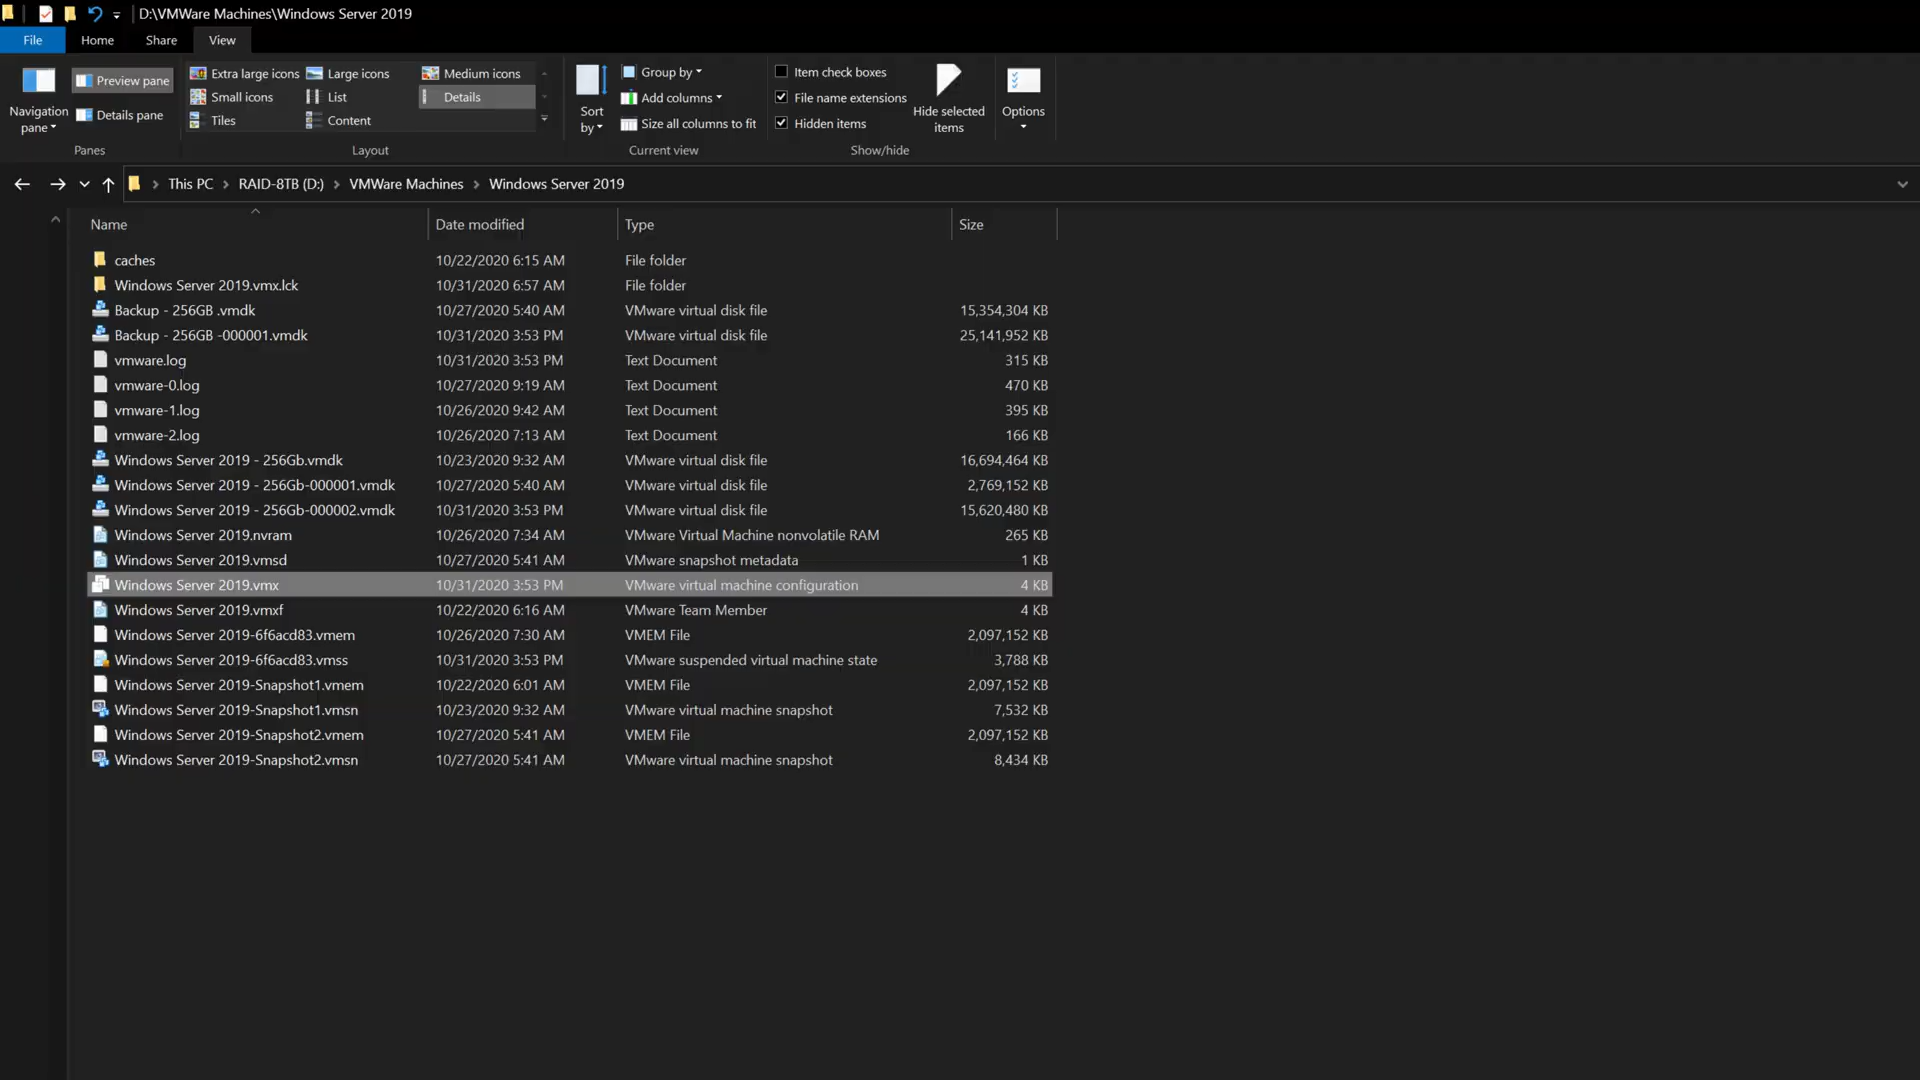 D:\VMWare Machines\Windows Server 2019
File Home Share View
Preview pane
Navigation pane
Details pane
Panes
Extra large icons Large icons Medium icons
Small icons List Details
Tiles Content
Layout
Sort by
Group by
Add columns
Size all columns to fit
Current view
Item check boxes
File name extensions
Hidden items
Hide selected items
Show/hide
Options
This PC RAID-8TB (D:) VMWare Machines Windows Server 2019
Name Date modified Type Size
caches 10/22/2020 6:15 AM File folder
Windows Server 2019.vmx.lck 10/31/2020 6:57 AM File folder
Backup - 256GB .vmdk 10/27/2020 5:40 AM VMware virtual disk file 15,354,304 KB
Backup - 256GB -000001.vmdk 10/31/2020 3:53 PM VMware virtual disk file 25,141,952 KB
vmware.log 10/31/2020 3:53 PM Text Document 315 KB
vmware-0.log 10/27/2020 9:19 AM Text Document 470 KB
vmware-1.log 10/26/2020 9:42 AM Text Document 395 KB
vmware-2.log 10/26/2020 7:13 AM Text Document 166 KB
Windows Server 2019 - 256Gb.vmdk 10/23/2020 9:32 AM VMware virtual disk file 16,694,464 KB
Windows Server 2019 - 256Gb-000001.vmdk 10/27/2020 5:40 AM VMware virtual disk file 2,769,152 KB
Windows Server 2019 - 256Gb-000002.vmdk 10/31/2020 3:53 PM VMware virtual disk file 15,620,480 KB
Windows Server 2019.nvram 10/26/2020 7:34 AM VMware Virtual Machine nonvolatile RAM 265 KB
Windows Server 2019.vmsd 10/27/2020 5:41 AM VMware snapshot metadata 1 KB
Windows Server 2019.vmx 10/31/2020 3:53 PM VMware virtual machine configuration 4 KB
Windows Server 2019.vmxf 10/22/2020 6:16 AM VMware Team Member 4 KB
Windows Server 2019-6f6acd83.vmem 10/26/2020 7:30 AM VMEM File 2,097,152 KB
Windows Server 2019-6f6acd83.vmss 10/31/2020 3:53 PM VMware suspended virtual machine state 3,788 KB
Windows Server 2019-Snapshot1.vmem 10/22/2020 6:01 AM VMEM File 2,097,152 KB
Windows Server 2019-Snapshot1.vmsn 10/23/2020 9:32 AM VMware virtual machine snapshot 7,532 KB
Windows Server 2019-Snapshot2.vmem 10/27/2020 5:41 AM VMEM File 2,097,152 KB
Windows Server 2019-Snapshot2.vmsn 10/27/2020 5:41 AM VMware virtual machine snapshot 8,434 KB